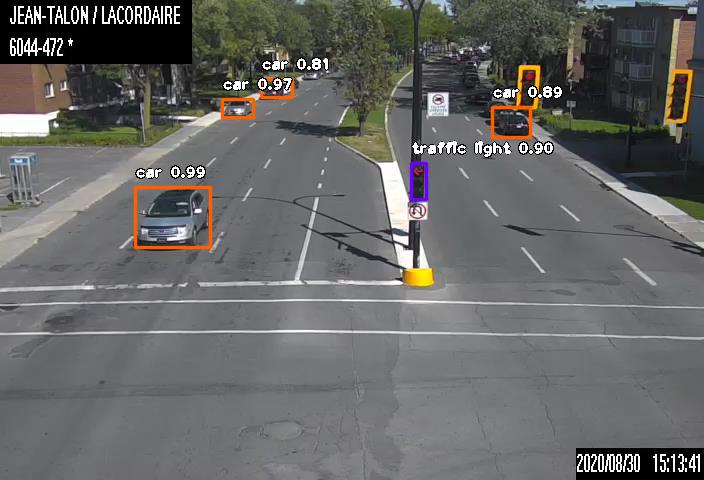 JEAN-TALON / LACORDAIRE
6044-472 *
car 0.81
car 0.97
car 0.89
traffic light 0.90
car 0.99
2020/08/30 15:13:41